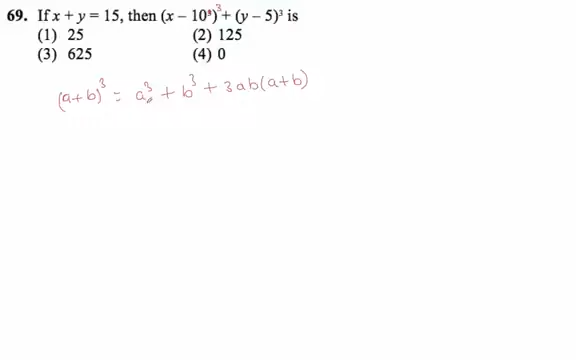 69. If x + y = 15, then (x – 10³)³ + (y – 5)³ is
(1) 25 (2) 125
(3) 625 (4) 0
(a+b)³ = a³ + b³ + 3ab(a+b)